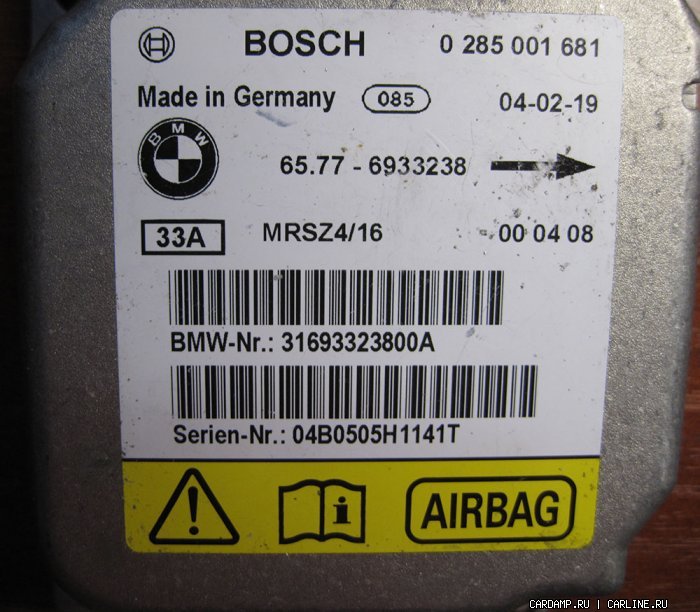 BOSCH 0 285 001 681
Made in Germany 085 04-02-19
BMW
65.77 - 6933238
33A MRSZ4/16 00 04 08
BMW-Nr.: 31693323800A
Serien-Nr.: 04B0505H1141T
! i AIRBAG
CARDAMP.RU | CARLINE.RU